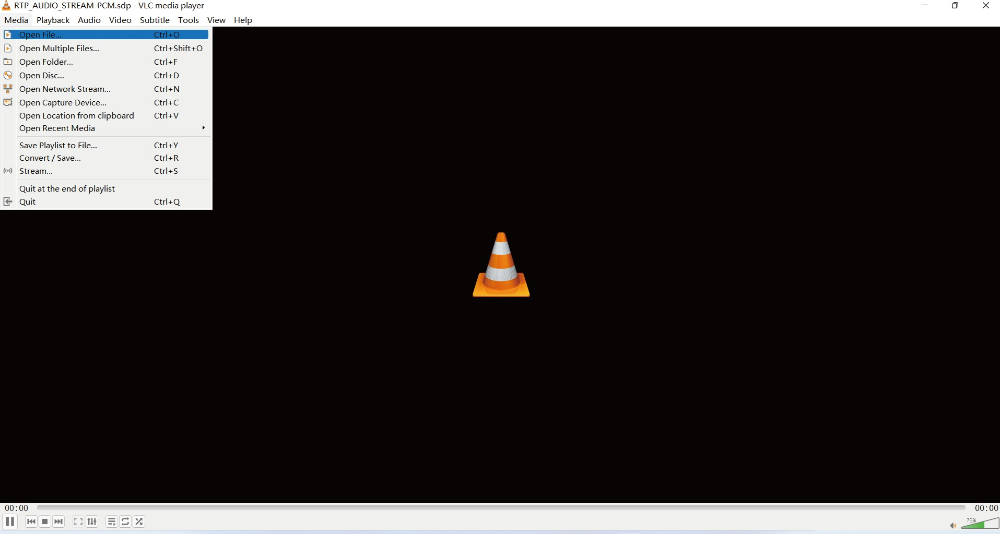 RTP_AUDIO_STREAM-PCM.sdp - VLC media player
Media Playback Audio Video Subtitle Tools View Help
Open File... Ctrl+O
Open Multiple Files... Ctrl+Shift+O
Open Folder... Ctrl+F
Open Disc... Ctrl+D
Open Network Stream... Ctrl+N
Open Capture Device... Ctrl+C
Open Location from clipboard Ctrl+V
Open Recent Media
Save Playlist to File... Ctrl+Y
Convert / Save... Ctrl+R
Stream... Ctrl+S
Quit at the end of playlist
Quit Ctrl+Q
00:00 00:00
75%